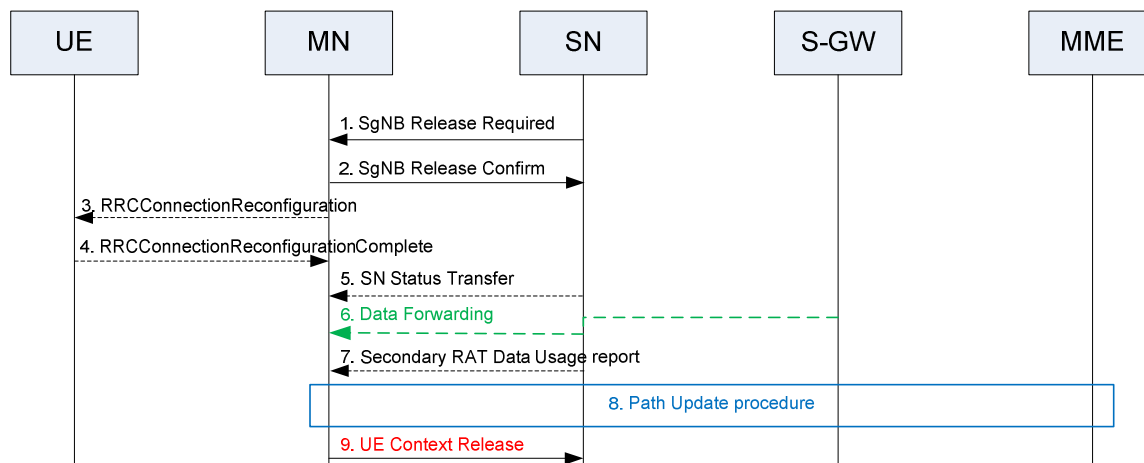 UE
MN
SN
S-GW
MME
1. SgNB Release Required
2. SgNB Release Confirm
3. RRCConnectionReconfiguration
4. RRCConnectionReconfigurationComplete
5. SN Status Transfer
6. Data Forwarding
7. Secondary RAT Data Usage report
8. Path Update procedure
9. UE Context Release